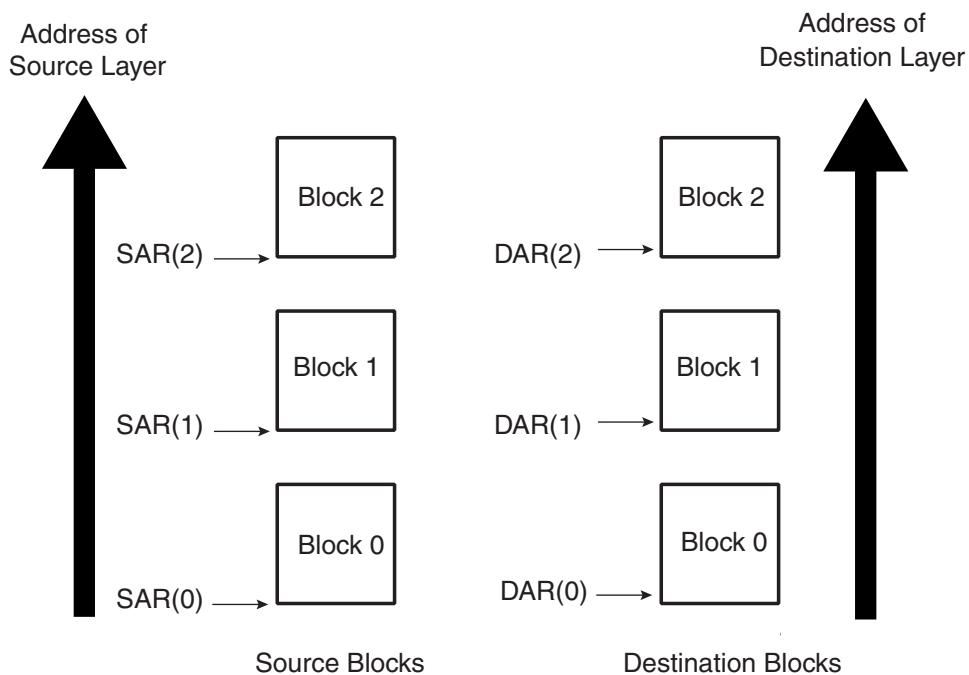 Address of
Source Layer
Address of
Destination Layer
Block 2
Block 2
SAR(2)
DAR(2)
Block 1
Block 1
SAR(1)
DAR(1)
Block 0
Block 0
SAR(0)
DAR(0)
Source Blocks
Destination Blocks